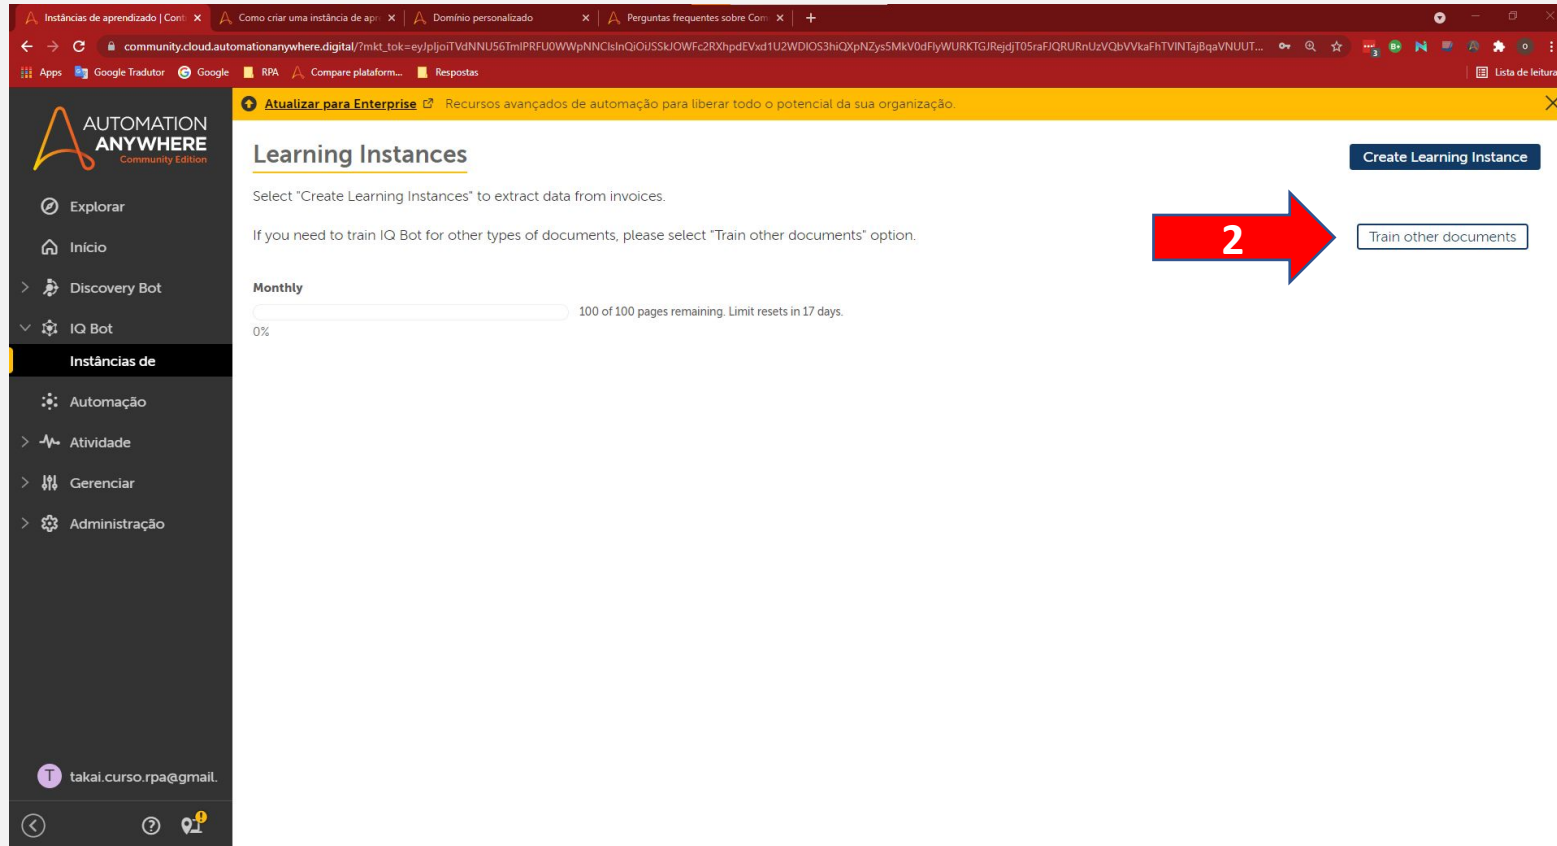 Instâncias de aprendizado | Cont
Como criar uma instância de apr
Domínio personalizado
Perguntas frequentes sobre Com
community.cloud.automationanywhere.digital/
Apps
Google Tradutor
Google
RPA
Compare plataform...
Respostas
Lista de leitura
Atualizar para Enterprise Recursos avançados de automação para liberar todo o potencial da sua organização.
AUTOMATION
ANYWHERE
Community Edition
Explorar
Início
Discovery Bot
IQ Bot
Instâncias de
Automação
Atividade
Gerenciar
Administração
T takai.curso.rpa@gmail.
Learning Instances
Create Learning Instance
Select "Create Learning Instances" to extract data from invoices.
If you need to train IQ Bot for other types of documents, please select "Train other documents" option.
2
Train other documents
Monthly
100 of 100 pages remaining. Limit resets in 17 days.
0%